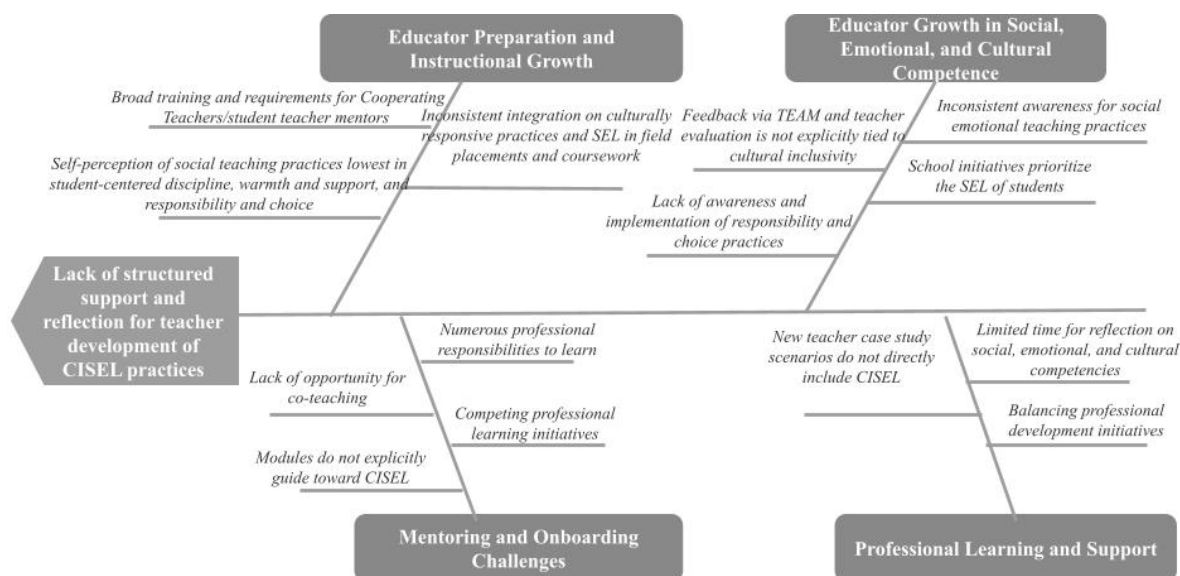 Educator Preparation and
Instructional Growth
Educator Growth in Social,
Emotional, and Cultural
Competence
Broad training and requirements for Cooperating
Teachers/student teacher mentors
Inconsistent integration on culturally
responsive practices and SEL in field
placements and coursework
Self-perception of social teaching practices lowest in
student-centered discipline, warmth and support, and
responsibility and choice
Feedback via TEAM and teacher
evaluation is not explicitly tied to
cultural inclusivity
Inconsistent awareness for social
emotional teaching practices
School initiatives prioritize
the SEL of students
Lack of awareness and
implementation of responsibility and
choice practices
Lack of structured
support and
reflection for teacher
development of
CISEL practices
Numerous professional
responsibilities to learn
Lack of opportunity for
co-teaching
Competing professional
learning initiatives
Modules do not explicitly
guide toward CISEL
New teacher case study
scenarios do not directly
include CISEL
Limited time for reflection on
social, emotional, and cultural
competencies
Balancing professional
development initiatives
Mentoring and Onboarding
Challenges
Professional Learning and Support